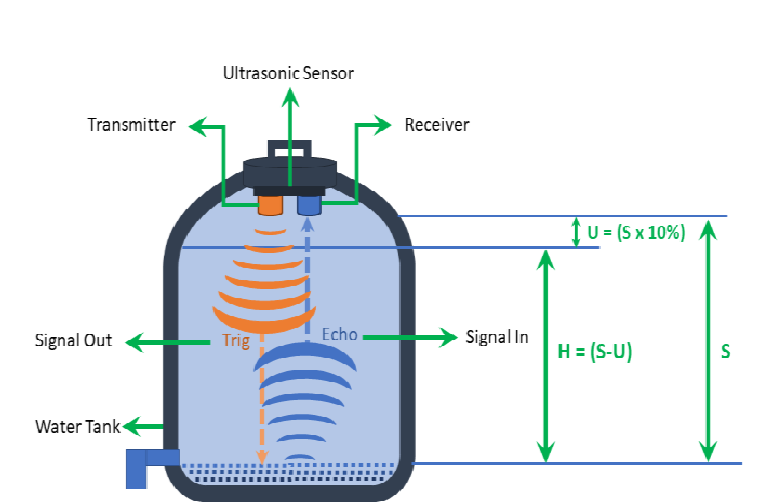 Ultrasonic Sensor
Transmitter
Receiver
U = (S x 10%)
Signal Out
Trig
Echo
Signal In
H = (S-U)
S
Water Tank